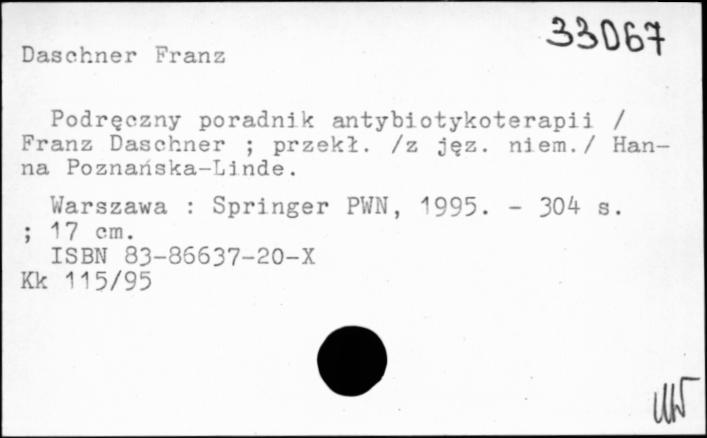 33067
Daschner Franz
Podręczny poradnik antybiotykoterapii /
Franz Daschner ; przekł. /z jęz. niem./ Han-
na Poznańska-Linde.
Warszawa : Springer PWN, 1995. - 304 s.
; 17 cm.
ISBN 83-86637-20-X
Kk 115/95